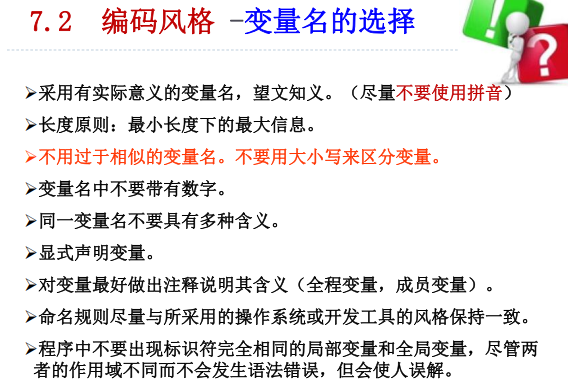 7.2 编码风格 -变量名的选择
➢采用有实际意义的变量名，望文知义。（尽量不要使用拼音）
➢长度原则：最小长度下的最大信息。
➢不用过于相似的变量名。不要用大小写来区分变量。
➢变量名中不要带有数字。
➢同一变量名不要具有多种含义。
➢显式声明变量。
➢对变量最好做出注释说明其含义（全程变量，成员变量）。
➢命名规则尽量与所采用的操作系统或开发工具的风格保持一致。
➢程序中不要出现标识符完全相同的局部变量和全局变量，尽管两
者的作用域不同而不会发生语法错误，但会使人误解。